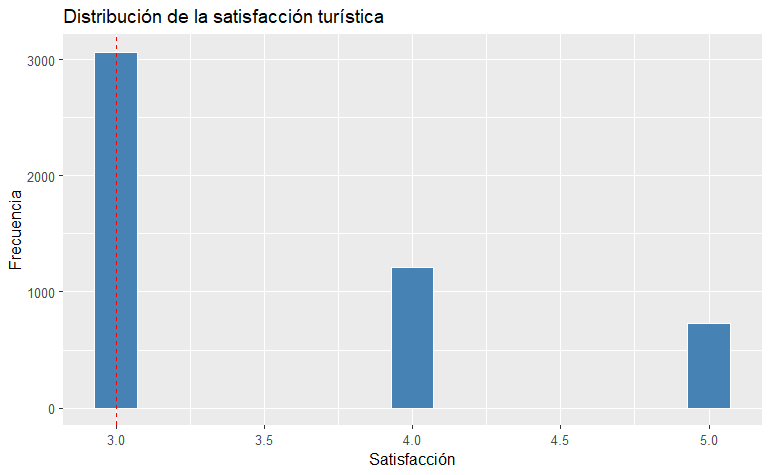 Distribución de la satisfacción turística
Frecuencia
3000
2000
1000
0
3.0 3.5 4.0 4.5 5.0
Satisfacción